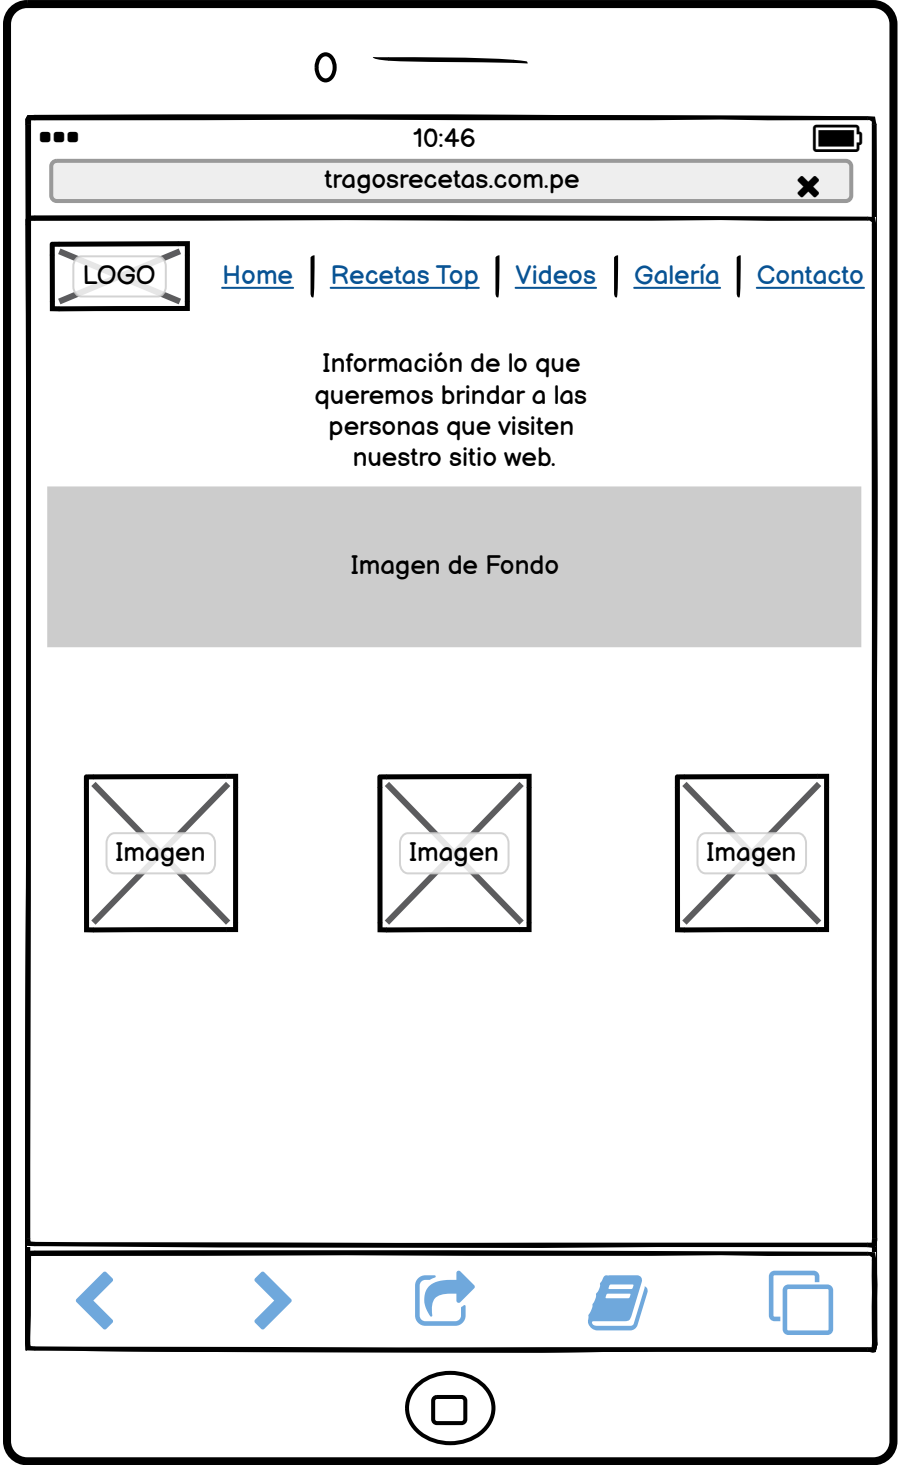 10:46
tragosrecetas.com.pe
LOGO Home Recetas Top Videos Galería Contacto
Información de lo que
queremos brindar a las
personas que visiten
nuestro sitio web.
Imagen de Fondo
Imagen Imagen Imagen